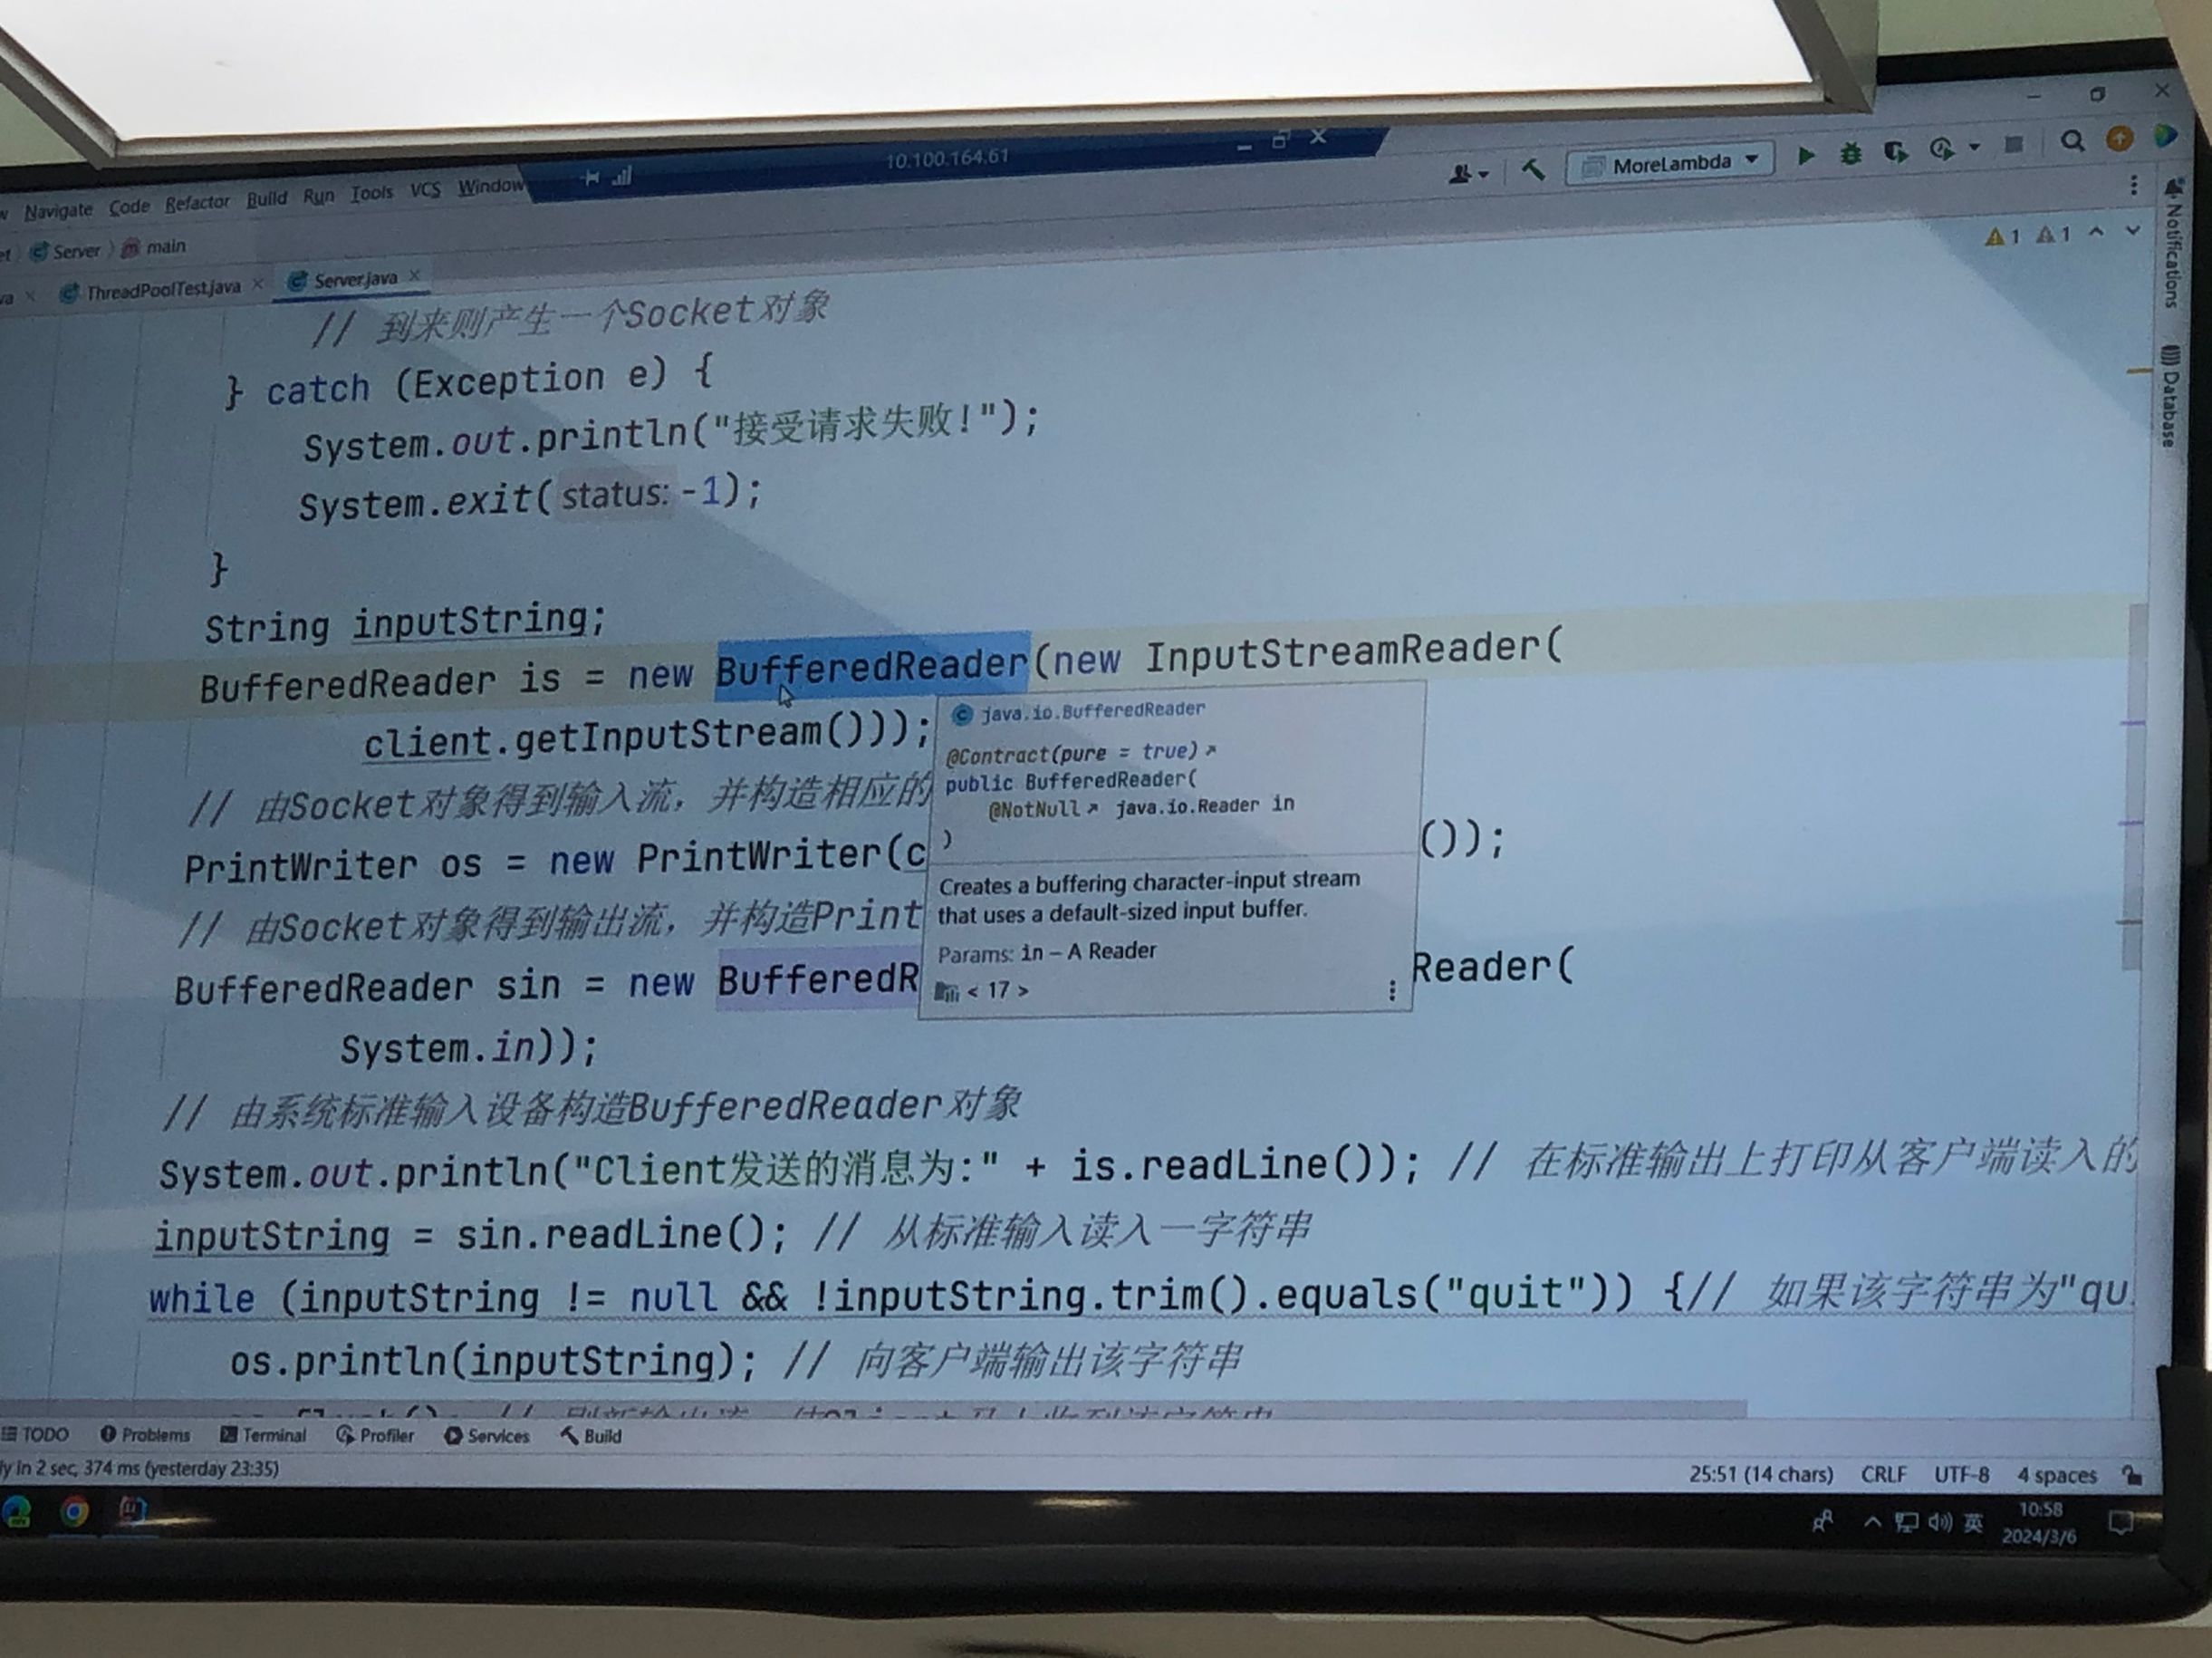 10.100.164.61
Navigate Code Refactor Build Run Tools VCS Window
MoreLambda
Server main
1 1
ThreadPoolTest.java Server.java
Notifications
Database
// 到来则产生一个Socket对象
} catch (Exception e) {
System.out.println("接受请求失败!");
System.exit( status: -1);
}
String inputString;
BufferedReader is = new BufferedReader(new InputStreamReader(
client.getInputStream()));
// 由Socket对象得到输入流，并构造相应的
PrintWriter os = new PrintWriter(c ());
// 由Socket对象得到输出流，并构造Print
BufferedReader sin = new BufferedR Reader(
System.in));
java.io.BufferedReader
@Contract(pure = true)
public BufferedReader(
@NotNull java.io.Reader in
)
Creates a buffering character-input stream
that uses a default-sized input buffer.
Params: in – A Reader
< 17 >
// 由系统标准输入设备构造BufferedReader对象
System.out.println("Client发送的消息为:" + is.readLine()); // 在标准输出上打印从客户端读入的
inputString = sin.readLine(); // 从标准输入读入一字符串
while (inputString != null && !inputString.trim().equals("quit")) {// 如果该字符串为"qu
os.println(inputString); // 向客户端输出该字符串
TODO Problems Terminal Profiler Services Build
ly in 2 sec, 374 ms (yesterday 23:35)
25:51 (14 chars) CRLF UTF-8 4 spaces
英
10:58
2024/3/6